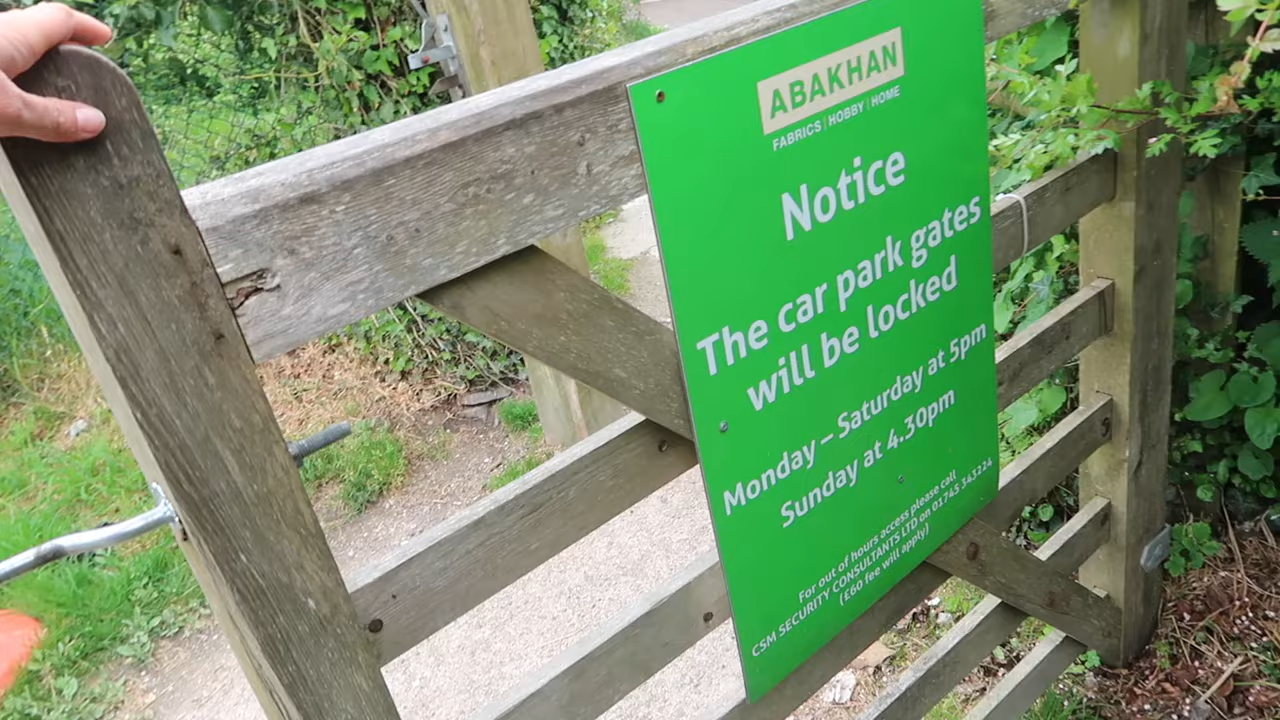 ABAKHAN
FABRICS | HOBBY | HOME
Notice
The car park gates
will be locked
Monday – Saturday at 5pm
Sunday at 4.30pm
For out of hours access please call
CSM SECURITY CONSULTANTS LTD on 01745 343224
(£60 fee will apply)